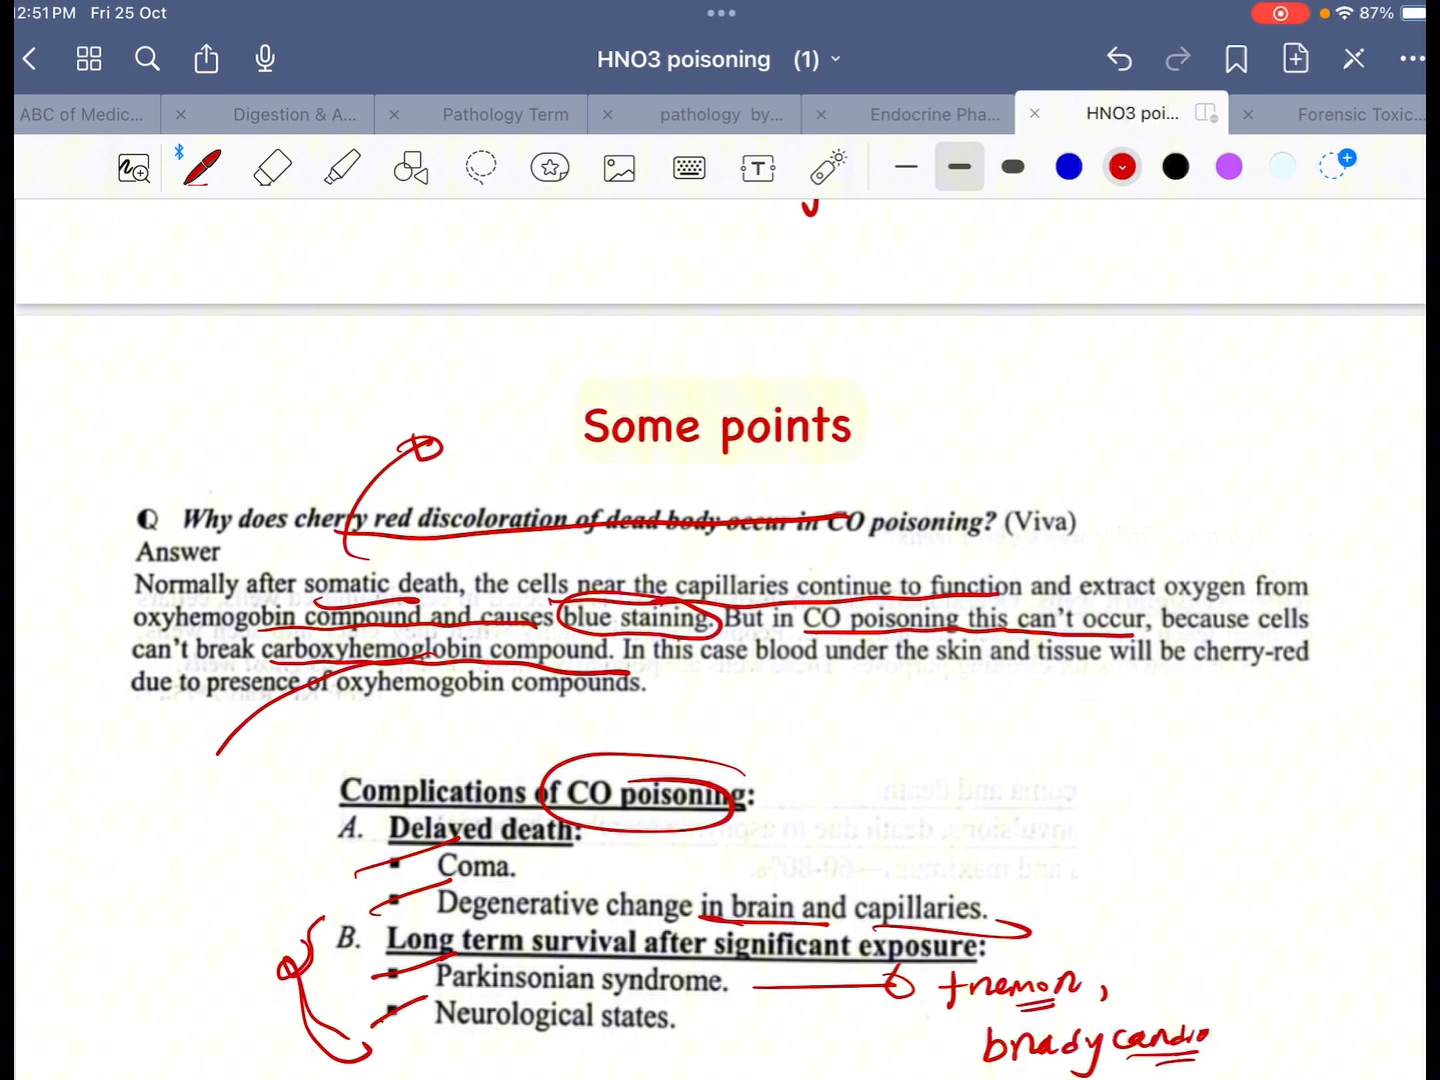 12:51PM Fri 25 Oct
87%
HNO3 poisoning (1)
ABC of Medic...
Digestion & A...
Pathology Term
pathology by...
Endocrine Pha...
HNO3 poi...
Forensic Toxic...
Some points
Q Why does cherry red discoloration of dead body occur in CO poisoning? (Viva)
Answer
Normally after somatic death, the cells near the capillaries continue to function and extract oxygen from
oxyhemogobin compound and causes blue staining. But in CO poisoning this can't occur, because cells
can't break carboxyhemoglobin compound. In this case blood under the skin and tissue will be cherry-red
due to presence of oxyhemogobin compounds.
Complications of CO poisoning:
A. Delayed death:
▪ Coma.
▪ Degenerative change in brain and capillaries.
B. Long term survival after significant exposure:
▪ Parkinsonian syndrome. tremor,
▪ Neurological states.
bradycardio